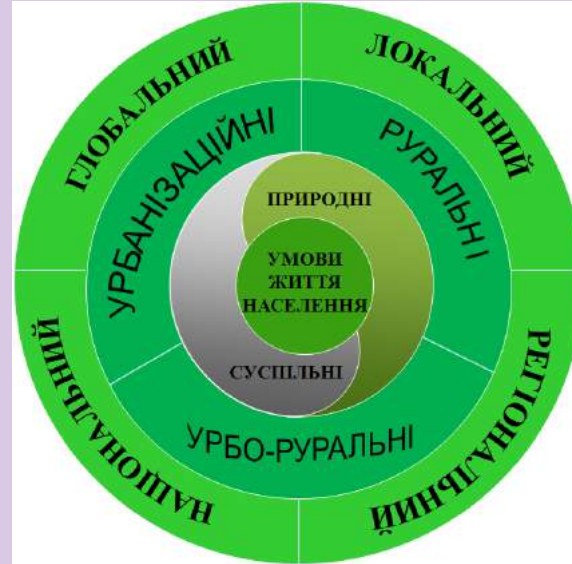 ГЛОБАЛЬНИЙ
ЛОКАЛЬНИЙ
УРБАНІЗАЦІЙНІ
РУРАЛЬНІ
ПРИРОДНІ
УМОВИ
ЖИТТЯ
НАСЕЛЕННЯ
СУСПІЛЬНІ
УРБО-РУРАЛЬНІ
НАЦІОНАЛЬНИЙ
РЕГІОНАЛЬНИЙ